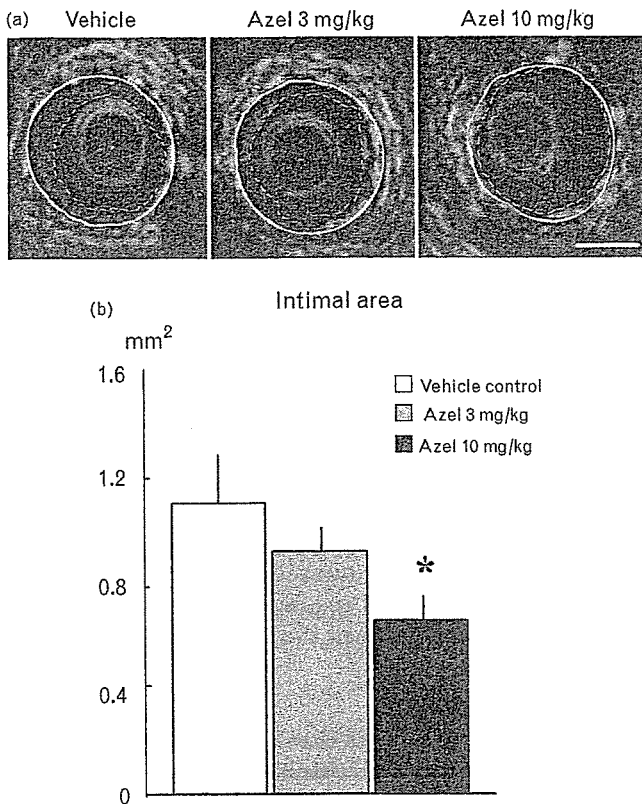 (a) Vehicle Azel 3 mg/kg Azel 10 mg/kg
(b) Intimal area
mm²
1.6
Vehicle control
Azel 3 mg/kg
Azel 10 mg/kg
1.2
*
0.8
0.4
0